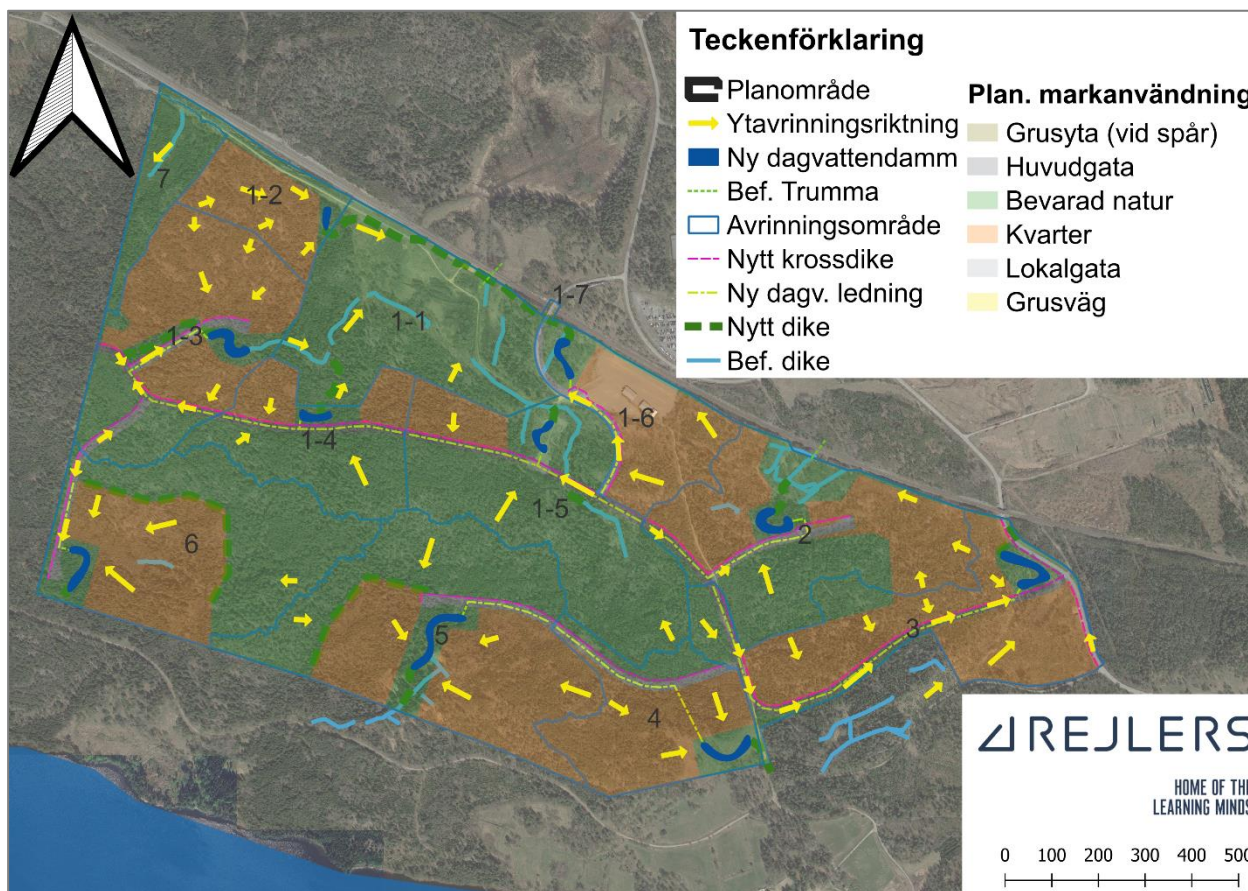 Teckenförklaring
Planområde
Ytavrinningsriktning
Ny dagvattendamm
Bef. Trumma
Avrinningsområde
Nytt krossdike
Ny dagv. ledning
Nytt dike
Bef. dike
Plan. markanvändning
Grusyta (vid spår)
Huvudgata
Bevarad natur
Kvarter
Lokalgata
Grusväg
7
1-2
1-7
1-1
1-3
1-6
1-4
1-5
2
6
3
5
4
REJLERS
HOME OF THE
LEARNING MINDS
0 100 200 300 400 500